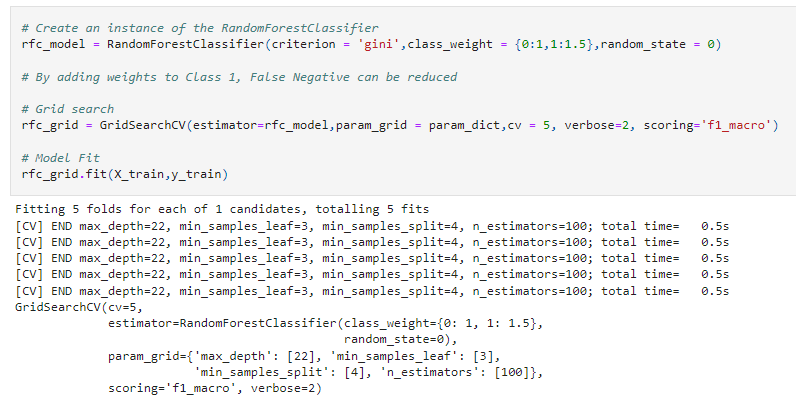 # Create an instance of the RandomForestClassifier
rfc_model = RandomForestClassifier(criterion = 'gini',class_weight = {0:1,1:1.5},random_state = 0)
# By adding weights to Class 1, False Negative can be reduced
# Grid search
rfc_grid = GridSearchCV(estimator=rfc_model,param_grid = param_dict,cv = 5, verbose=2, scoring='f1_macro')
# Model Fit
rfc_grid.fit(X_train,y_train)
Fitting 5 folds for each of 1 candidates, totalling 5 fits
[CV] END max_depth=22, min_samples_leaf=3, min_samples_split=4, n_estimators=100; total time=   0.5s
[CV] END max_depth=22, min_samples_leaf=3, min_samples_split=4, n_estimators=100; total time=   0.5s
[CV] END max_depth=22, min_samples_leaf=3, min_samples_split=4, n_estimators=100; total time=   0.5s
[CV] END max_depth=22, min_samples_leaf=3, min_samples_split=4, n_estimators=100; total time=   0.5s
[CV] END max_depth=22, min_samples_leaf=3, min_samples_split=4, n_estimators=100; total time=   0.5s
GridSearchCV(cv=5,
             estimator=RandomForestClassifier(class_weight={0: 1, 1: 1.5},
                                              random_state=0),
             param_grid={'max_depth': [22], 'min_samples_leaf': [3],
                         'min_samples_split': [4], 'n_estimators': [100]},
             scoring='f1_macro', verbose=2)